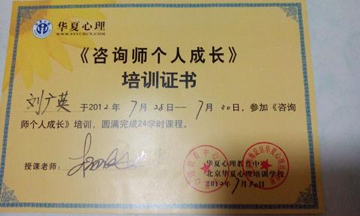 华夏心理
《咨询师个人成长》
培训证书
刘广英 于2012年7月28日——7月30日，参加《咨询
师个人成长》培训，圆满完成24学时课程。
授课老师：
华夏心理教育中心
北京华夏心理培训学校
2012年7月30日